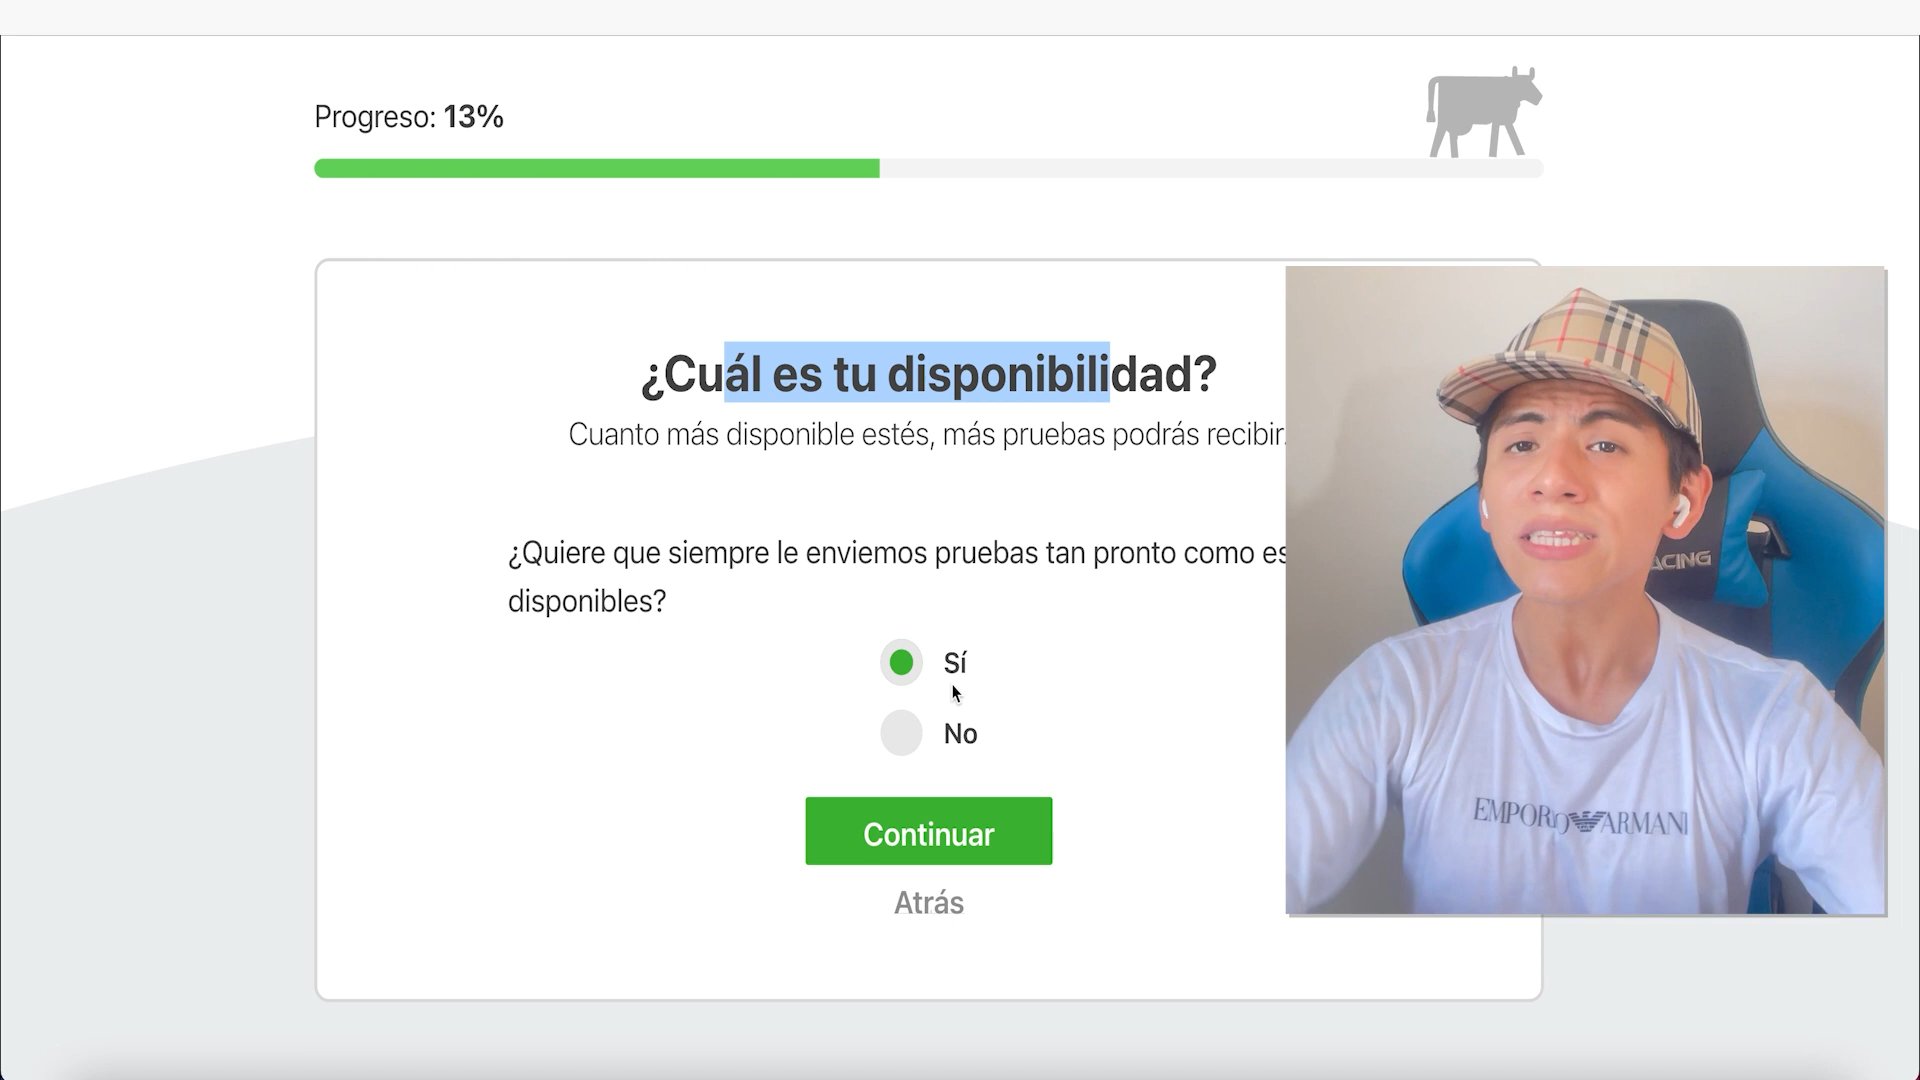 Progreso: 13%
¿Cuál es tu disponibilidad?
Cuanto más disponible estés, más pruebas podrás recibir.
¿Quiere que siempre le enviemos pruebas tan pronto como es
disponibles?
Sí
No
Continuar
Atrás
ACING
EMPORIO ARMANI